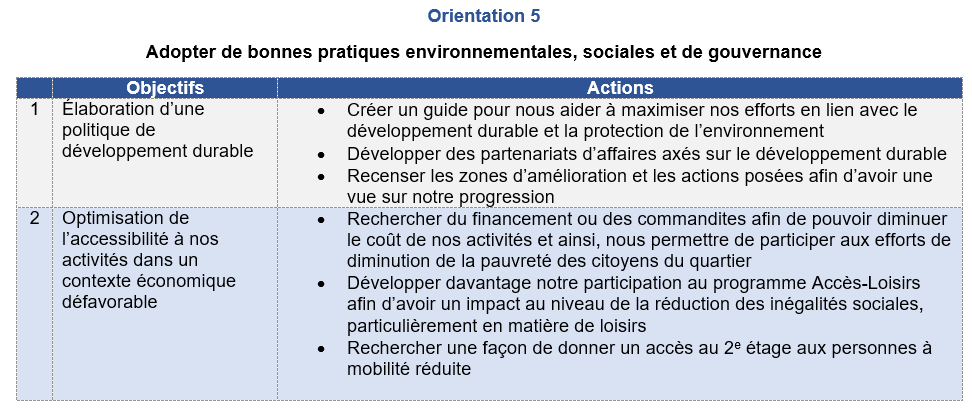 Orientation 5
Adopter de bonnes pratiques environnementales, sociales et de gouvernance
Objectifs Actions
1 Élaboration d’une politique de développement durable
• Créer un guide pour nous aider à maximiser nos efforts en lien avec le
développement durable et la protection de l’environnement
• Développer des partenariats d’affaires axés sur le développement durable
• Recenser les zones d’amélioration et les actions posées afin d’avoir une
vue sur notre progression
2 Optimisation de
l’accessibilité à nos
activités dans un
contexte économique
défavorable
• Rechercher du financement ou des commandites afin de pouvoir diminuer
le coût de nos activités et ainsi, nous permettre de participer aux efforts de
diminution de la pauvreté des citoyens du quartier
• Développer davantage notre participation au programme Accès-Loisirs
afin d’avoir un impact au niveau de la réduction des inégalités sociales,
particulièrement en matière de loisirs
• Rechercher une façon de donner un accès au 2e étage aux personnes à
mobilité réduite